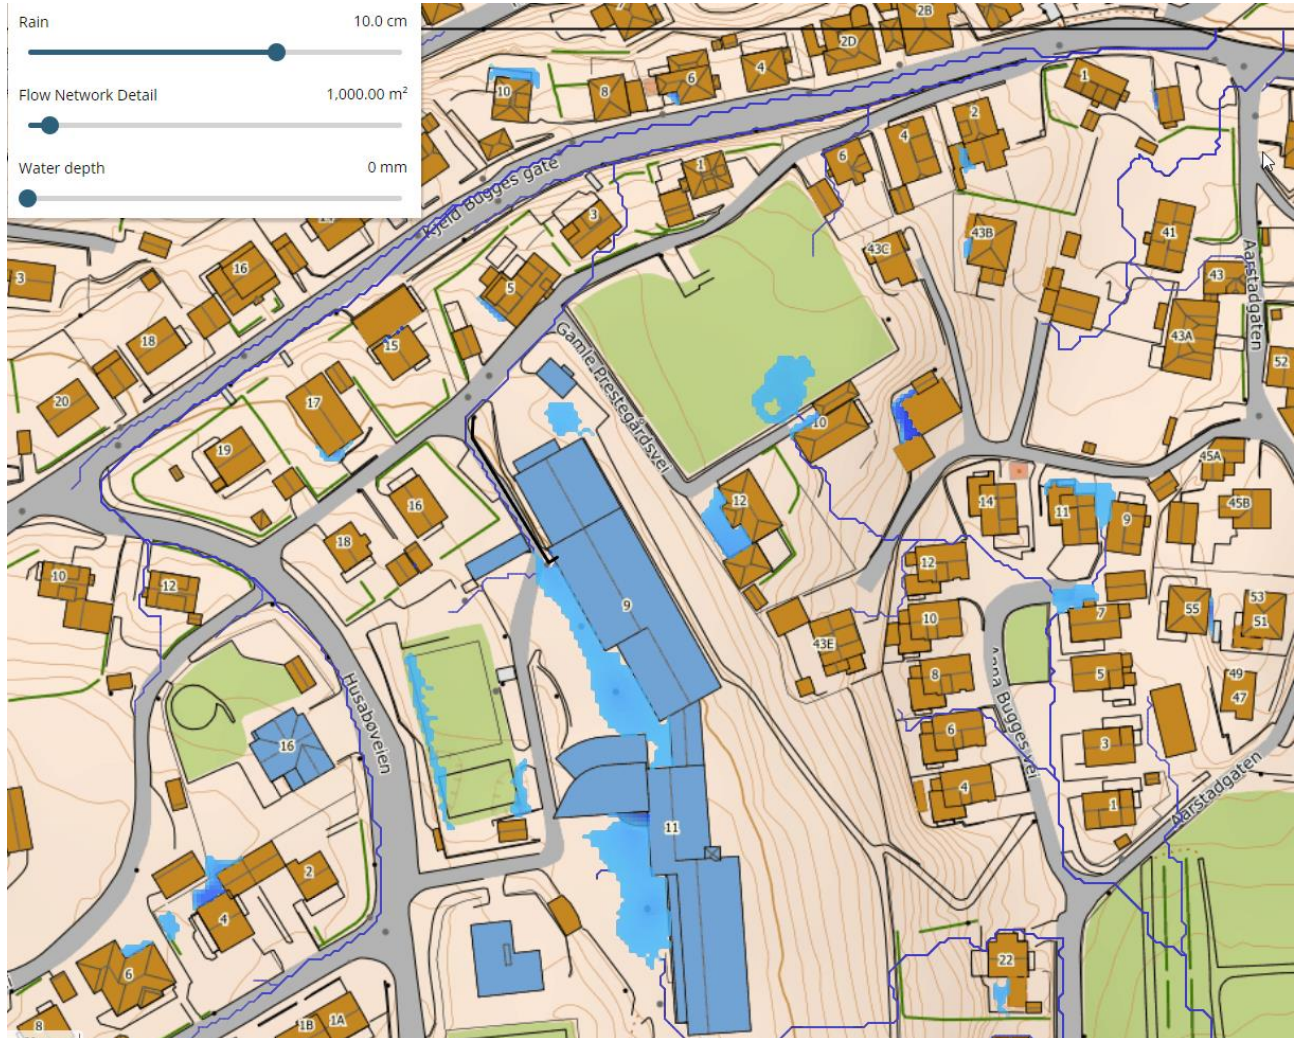 Rain 10.0 cm
Flow Network Detail 1,000.00 m²
Water depth 0 mm
2B
2D
4
6
8
10
1
2
4
6
Kjeld Bugges gate
1
3
5
41
43B
43C
43
43A
Aarstadgaten
3
16
18
15
17
20
19
52
Gamle Prestegårdsvei
10
12
16
18
14
11
9
45A
45B
10
12
9
12
10
8
6
4
7
5
3
1
55
53
51
49
47
43E
Anna Bugges vei
Husabøveien
16
11
Aarstadgaten
2
4
6
8
1B
1A
22